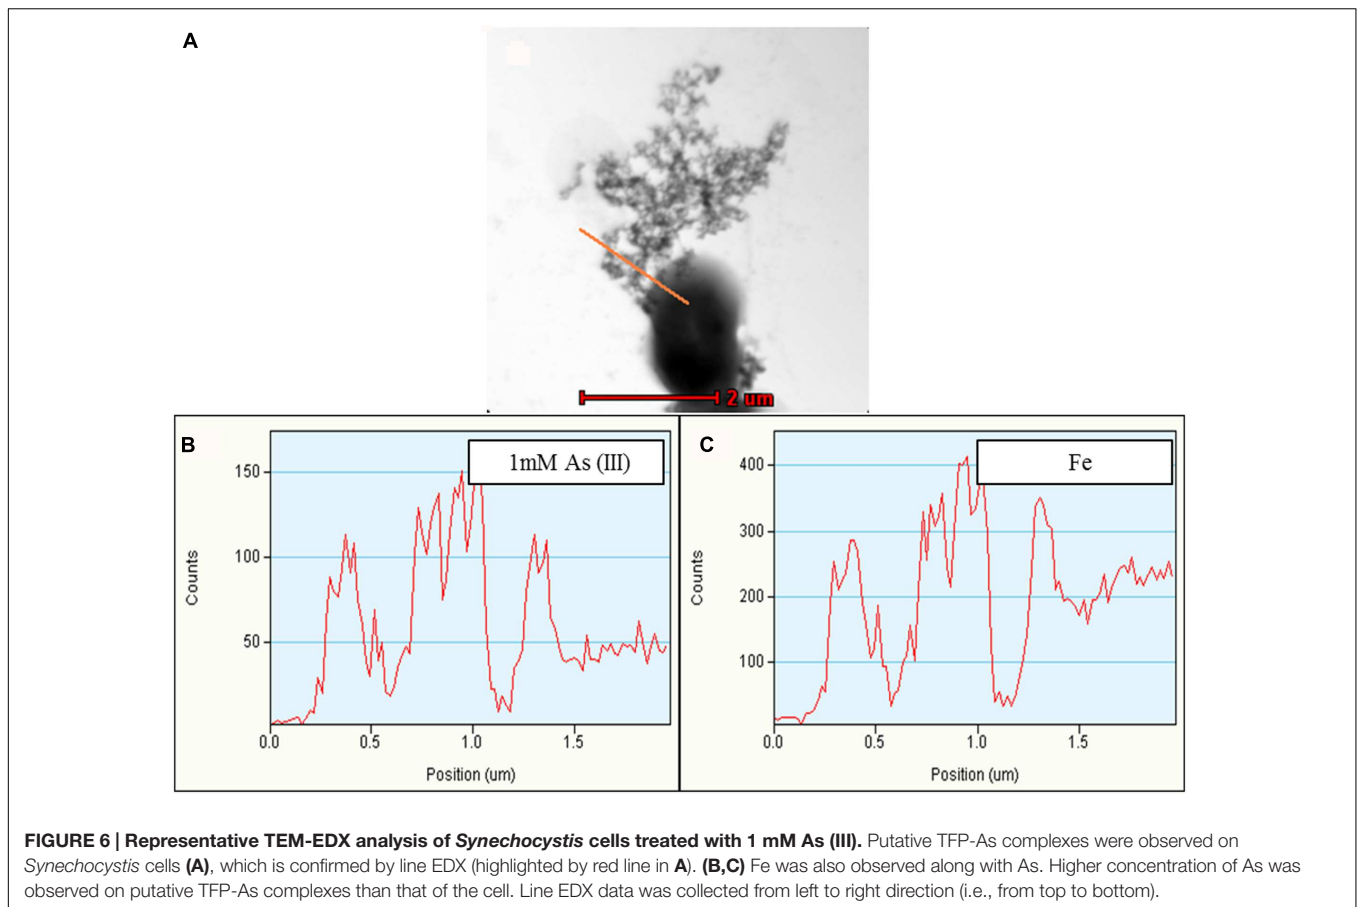 A
2 um
B
1mM As (III)
150
100
50
Counts
0.0 0.5 1.0 1.5
Position (um)
C
Fe
400
300
200
100
Counts
0.0 0.5 1.0 1.5
Position (um)
FIGURE 6 | Representative TEM-EDX analysis of Synechocystis cells treated with 1 mM As (III). Putative TFP-As complexes were observed on
Synechocystis cells (A), which is confirmed by line EDX (highlighted by red line in A). (B,C) Fe was also observed along with As. Higher concentration of As was
observed on putative TFP-As complexes than that of the cell. Line EDX data was collected from left to right direction (i.e., from top to bottom).